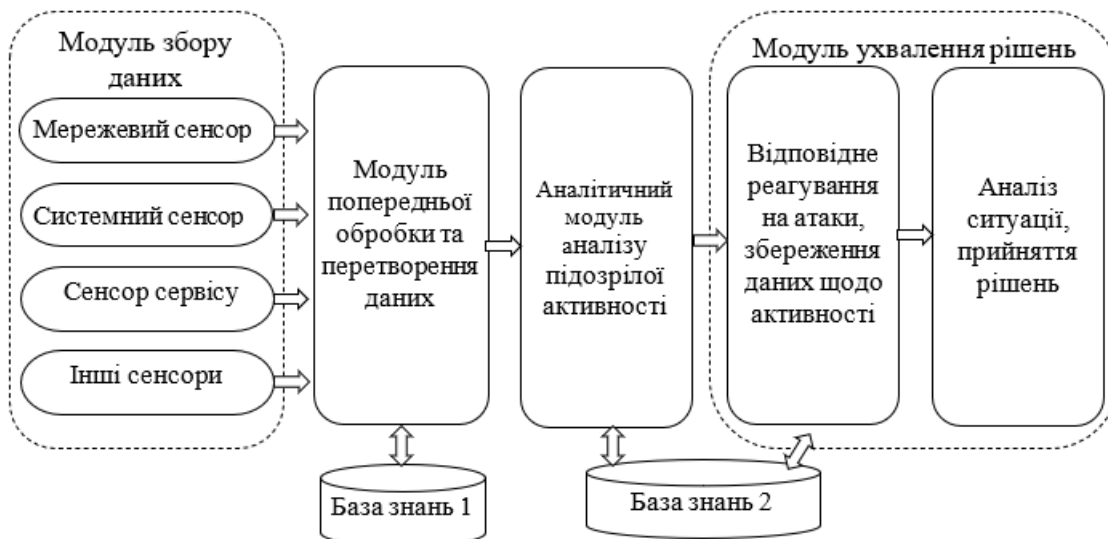 Модуль збору
даних
Мережевий сенсор
Системний сенсор
Сенсор сервісу
Інші сенсори
Модуль
попередньої
обробки та
перетворення
даних
База знань 1
Аналітичний
модуль
аналізу
підозрілої
активності
База знань 2
Модуль ухвалення рішень
Відповідне
реагування
на атаки,
збереження
даних щодо
активності
Аналіз
ситуації,
прийняття
рішень